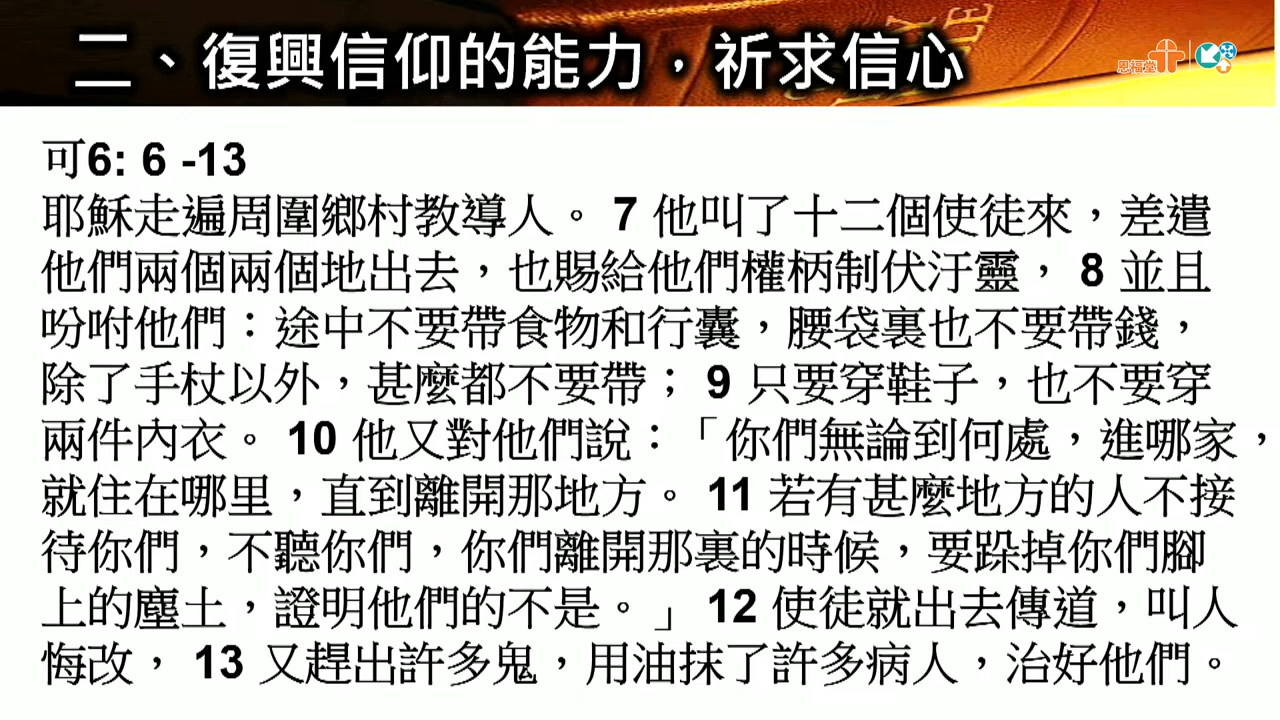 二、復興信仰的能力，祈求信心
恩福堂
可6: 6 -13
耶穌走遍周圍鄉村教導人。 7 他叫了十二個使徒來，差遣
他們兩個兩個地出去，也賜給他們權柄制伏汙靈， 8 並且
吩咐他們：途中不要帶食物和行囊，腰袋裏也不要帶錢，
除了手杖以外，甚麼都不要帶； 9 只要穿鞋子，也不要穿
兩件內衣。 10 他又對他們說：「你們無論到何處，進哪家，
就住在哪里，直到離開那地方。 11 若有甚麼地方的人不接
待你們，不聽你們，你們離開那裏的時候，要跺掉你們腳
上的塵土，證明他們的不是。」 12 使徒就出去傳道，叫人
悔改， 13 又趕出許多鬼，用油抹了許多病人，治好他們。